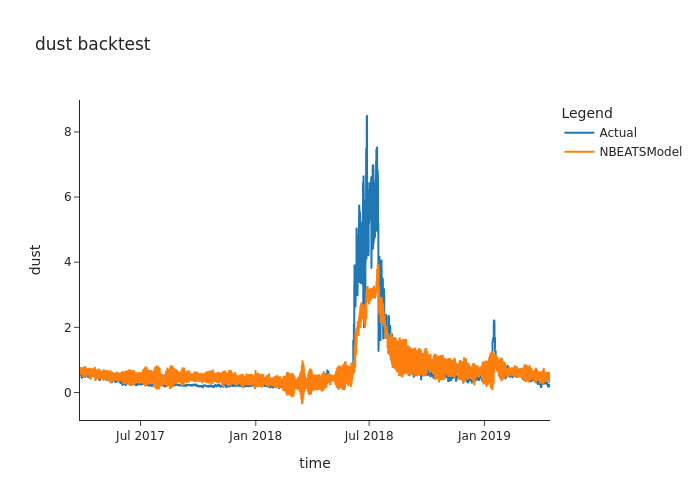 dust backtest
Legend
Actual
NBEATSModel
dust
8
6
4
2
0
Jul 2017
Jan 2018
Jul 2018
Jan 2019
time